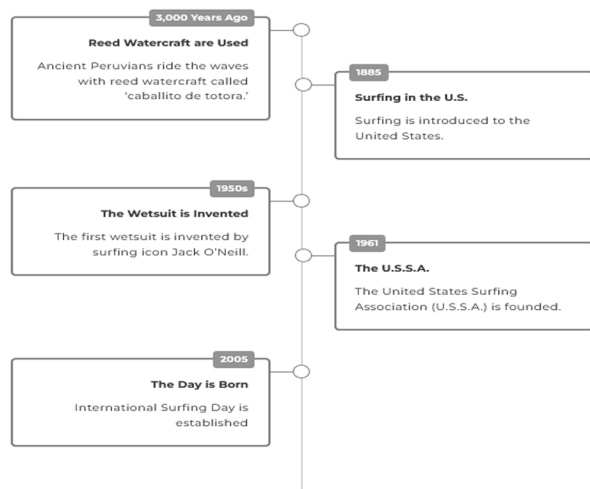 3,000 Years Ago
Reed Watercraft are Used
Ancient Peruvians ride the waves
with reed watercraft called
‘caballito de totora.’
1885
Surfing in the U.S.
Surfing is introduced to the
United States.
1950s
The Wetsuit is Invented
The first wetsuit is invented by
surfing icon Jack O’Neill.
1961
The U.S.S.A.
The United States Surfing
Association (U.S.S.A.) is founded.
2005
The Day is Born
International Surfing Day is
established